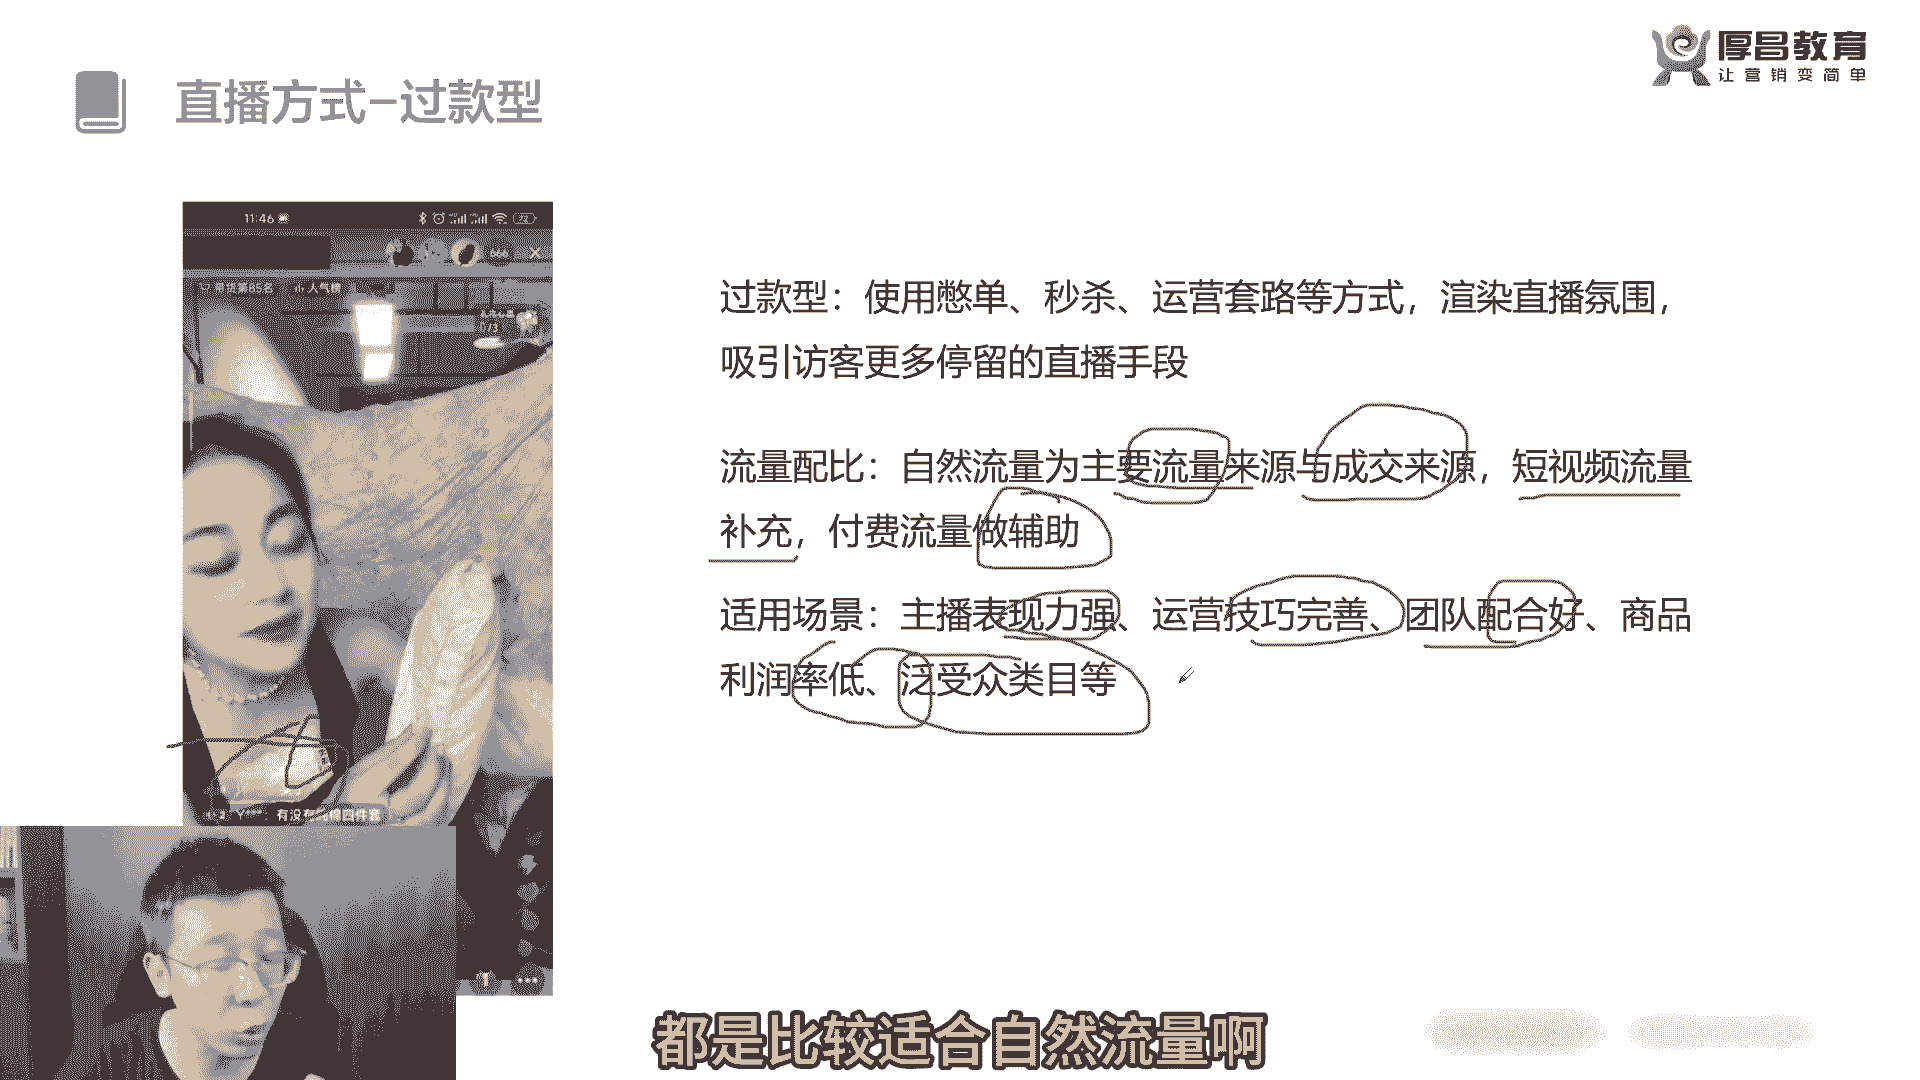 厚昌教育
让营销变简单
直播方式-过款型
11:46
72
666
带货第85名
人气榜
0/3
过款型：使用憋单、秒杀、运营套路等方式，渲染直播氛围，
吸引访客更多停留的直播手段
流量配比：自然流量为主要流量来源与成交来源，短视频流量
补充，付费流量做辅助
适用场景：主播表现力强、运营技巧完善、团队配合好、商品
利润率低、泛受众类目等
有没有纯棉四件套
都是比较适合自然流量啊